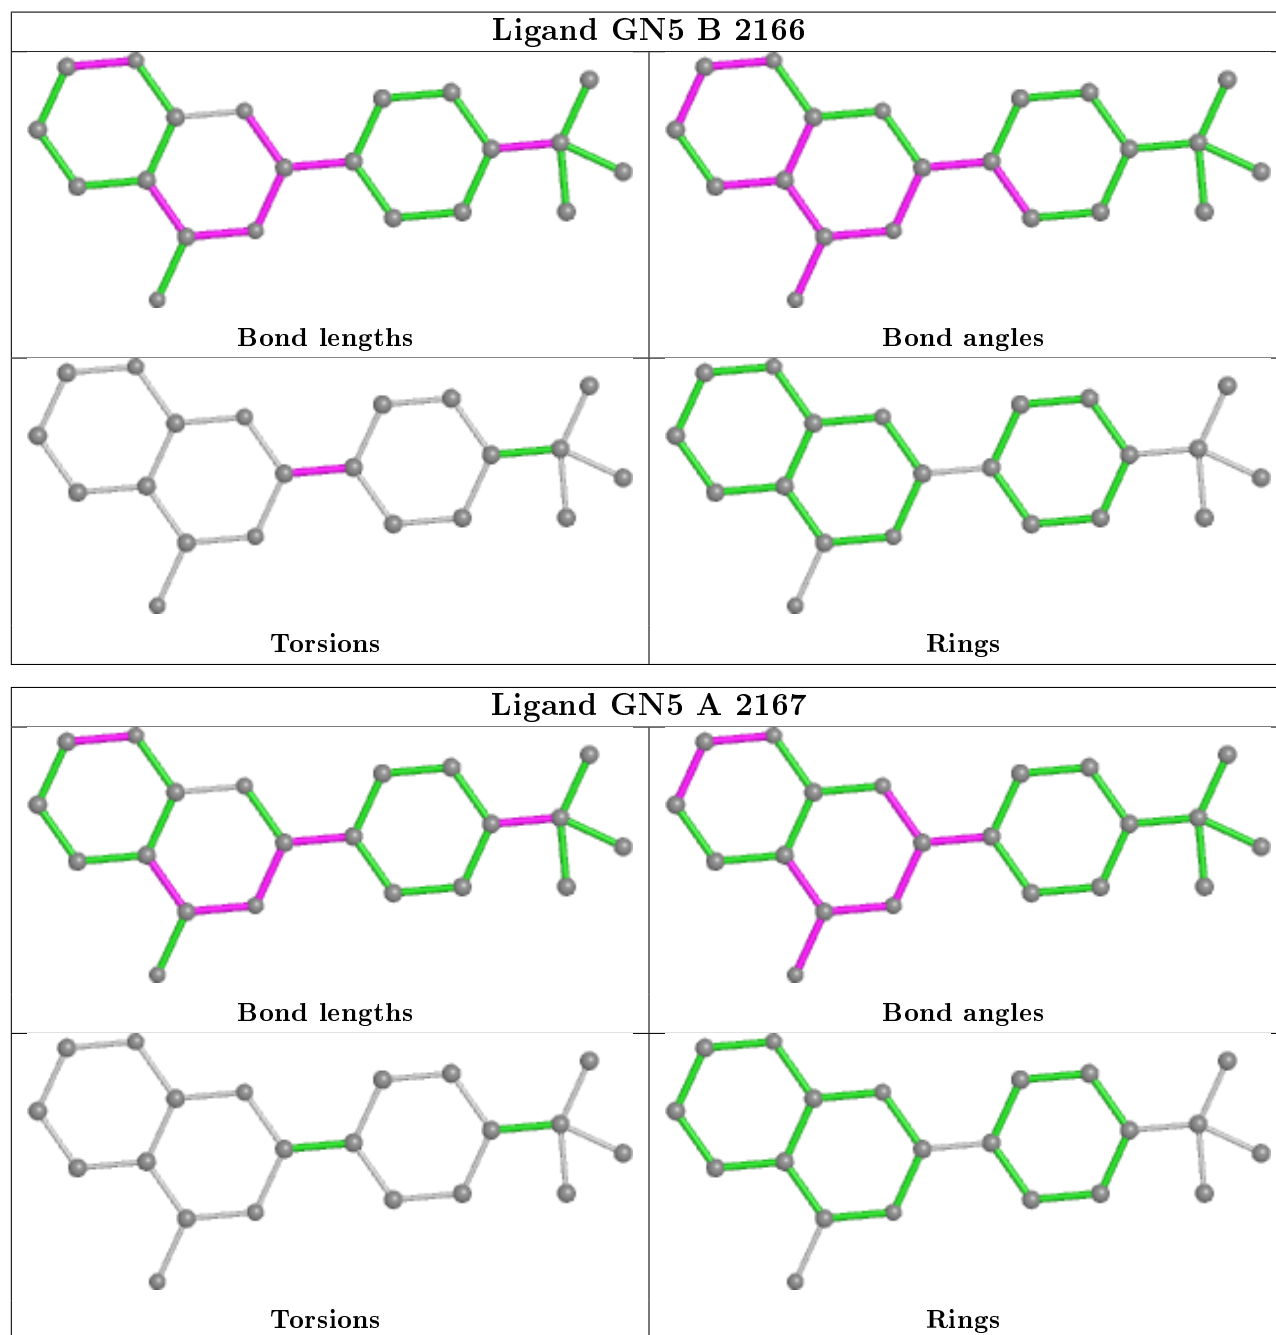 Ligand GN5 B 2166
Bond lengths
Bond angles
Torsions
Rings
Ligand GN5 A 2167
Bond lengths
Bond angles
Torsions
Rings